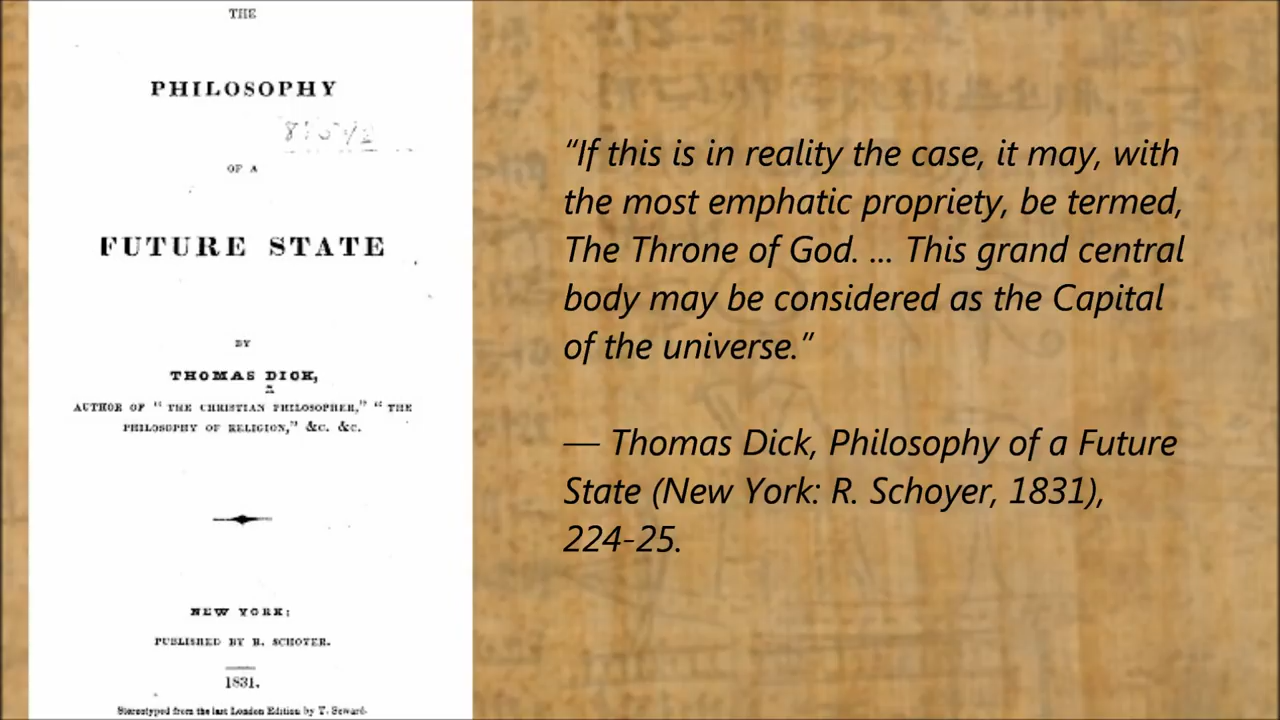 THE
PHILOSOPHY
OF A
FUTURE STATE
BY
THOMAS DICK,
AUTHOR OF “THE CHRISTIAN PHILOSOPHER,” “THE
PHILOSOPHY OF RELIGION,” &C. &C.
NEW YORK:
PUBLISHED BY R. SCHOYER.
1831.
Stereotyped from the last London Edition by T. Seward.
“If this is in reality the case, it may, with
the most emphatic propriety, be termed,
The Throne of God. ... This grand central
body may be considered as the Capital
of the universe.”
— Thomas Dick, Philosophy of a Future
State (New York: R. Schoyer, 1831),
224-25.